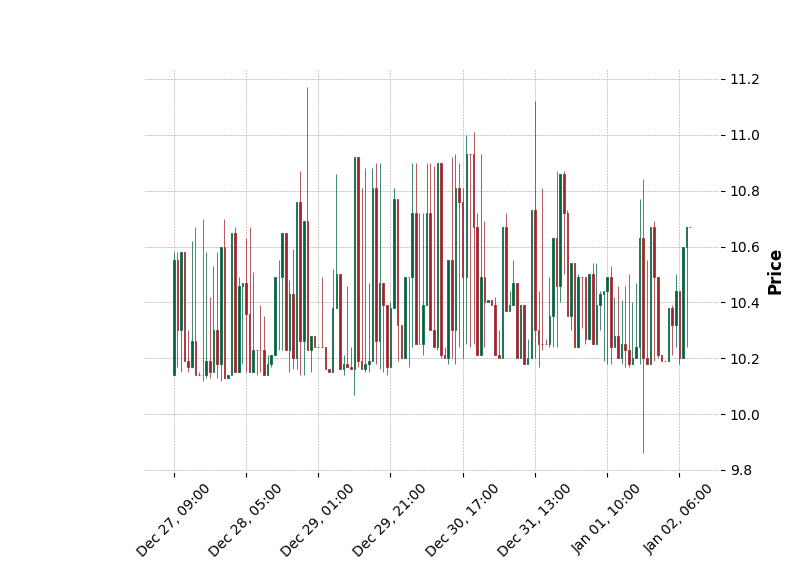 11.2
11.0
10.8
10.6
10.4
10.2
10.0
9.8
Price
Dec 27, 09:00
Dec 28, 05:00
Dec 29, 01:00
Dec 29, 21:00
Dec 30, 17:00
Dec 31, 13:00
Jan 01, 10:00
Jan 02, 06:00